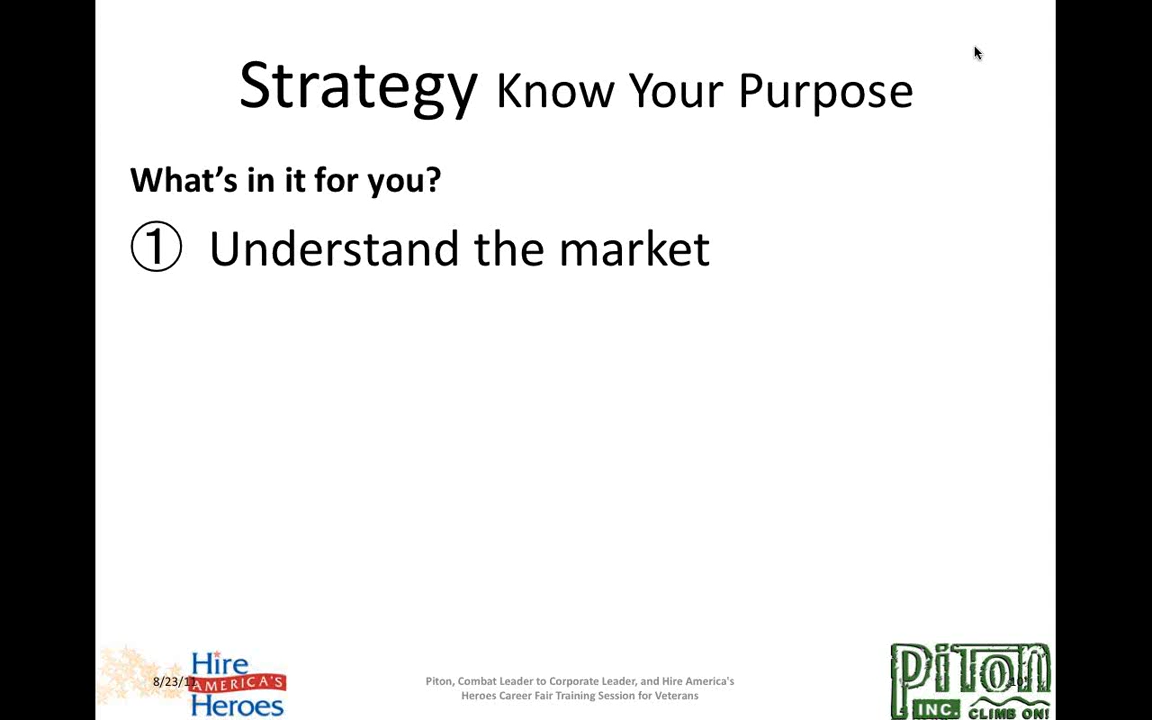 Strategy Know Your Purpose
What's in it for you?
① Understand the market
Hire
AMERICA'S
Heroes
8/23/11
Piton, Combat Leader to Corporate Leader, and Hire America's
Heroes Career Fair Training Session for Veterans
PiTon
INC. CLIMB ON!
10